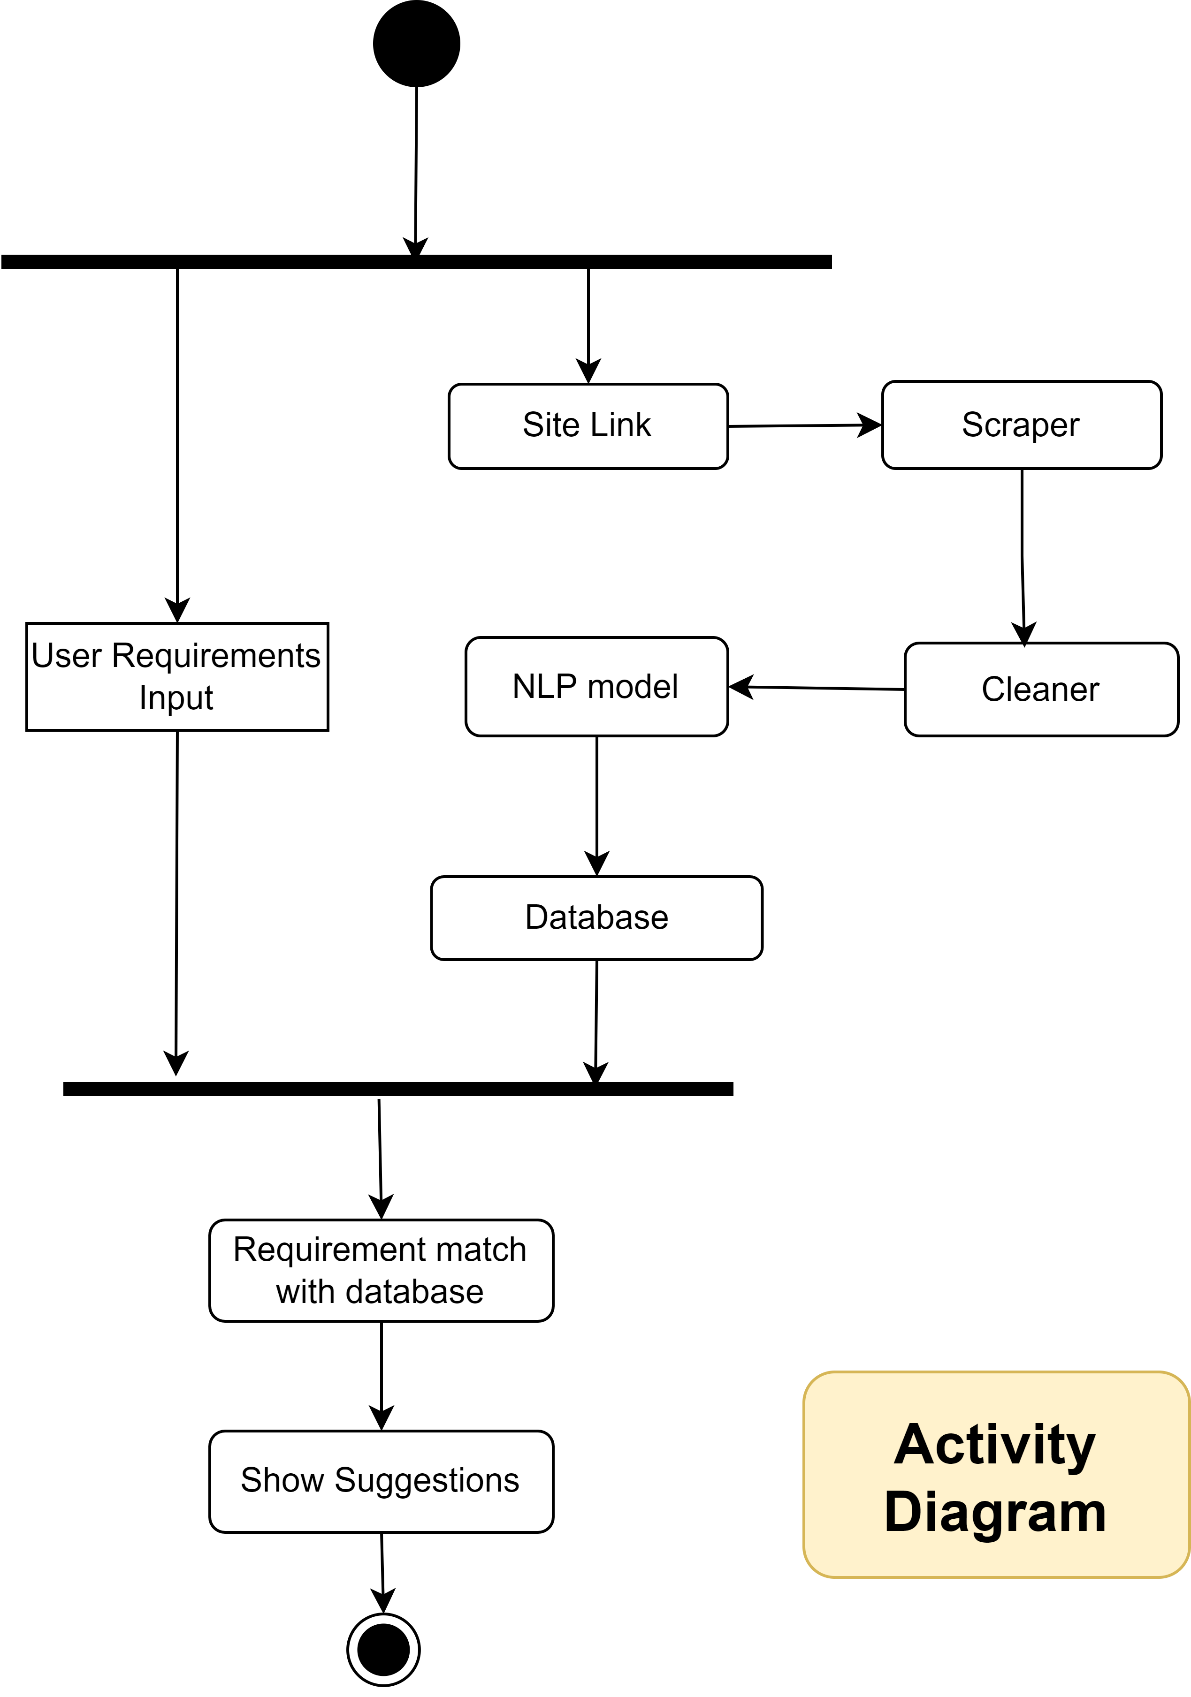 Site Link
Scraper
User Requirements
Input
NLP model
Cleaner
Database
Requirement match
with database
Show Suggestions
Activity
Diagram